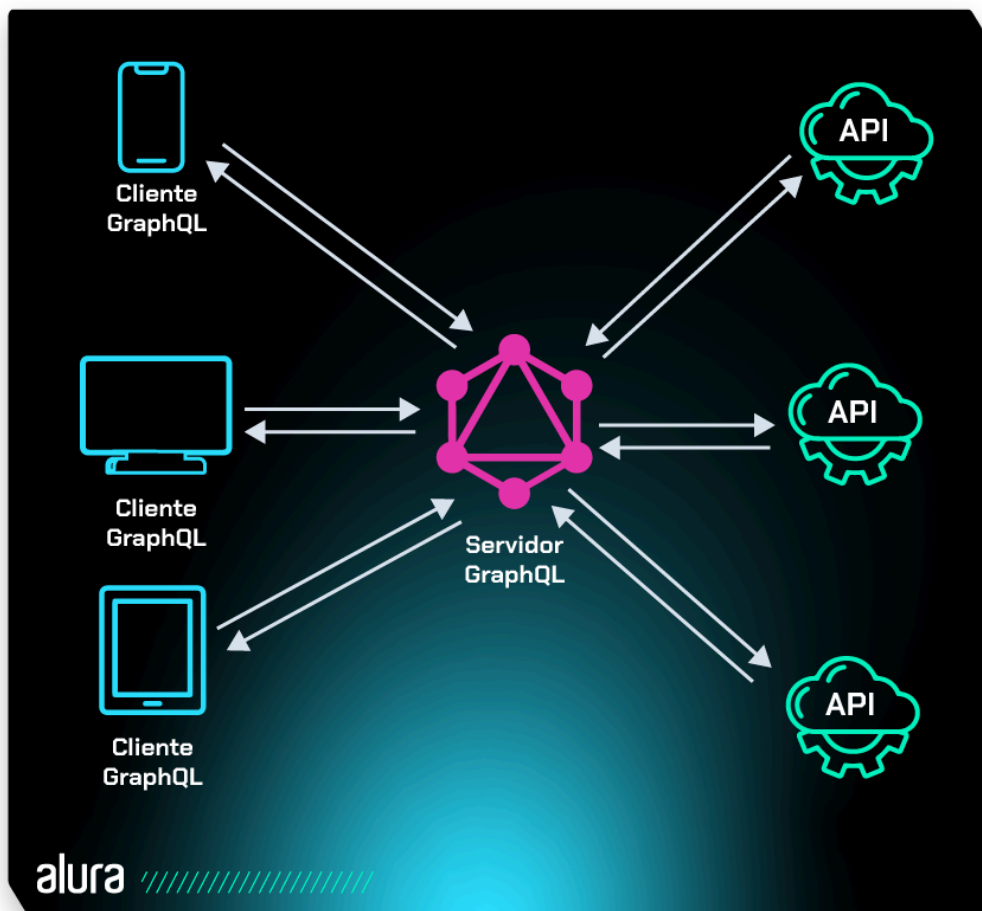 Cliente
GraphQL
API
Cliente
GraphQL
API
Servidor
GraphQL
Cliente
GraphQL
API
alura